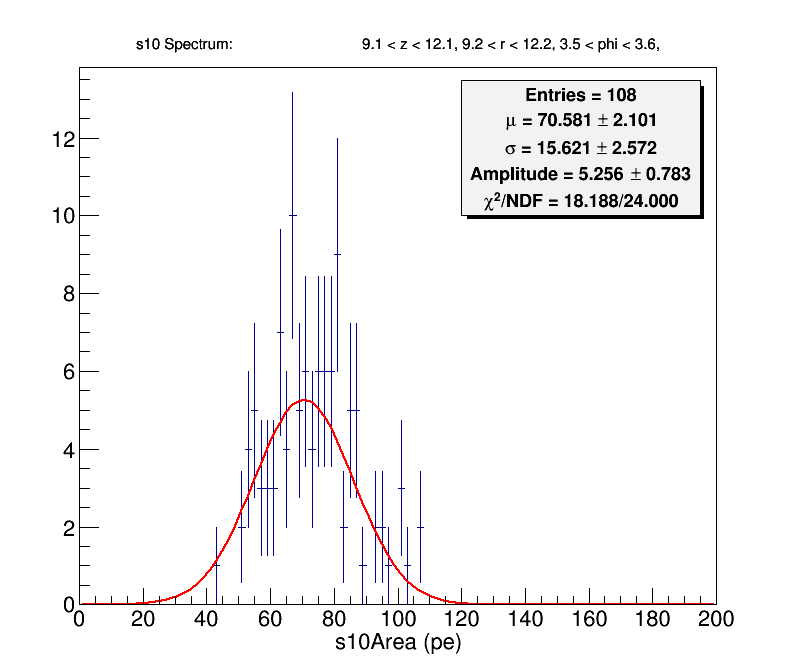 s10 Spectrum: 9.1 < z < 12.1, 9.2 < r < 12.2, 3.5 < phi < 3.6,
Entries = 108
μ = 70.581 ± 2.101
σ = 15.621 ± 2.572
Amplitude = 5.256 ± 0.783
χ²/NDF = 18.188/24.000
12
10
8
6
4
2
0
0 20 40 60 80 100 120 140 160 180 200
s10Area (pe)